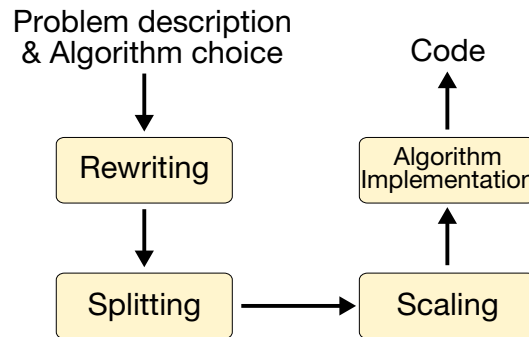 Problem description
& Algorithm choice
Rewriting
Splitting
Scaling
Algorithm
Implementation
Code